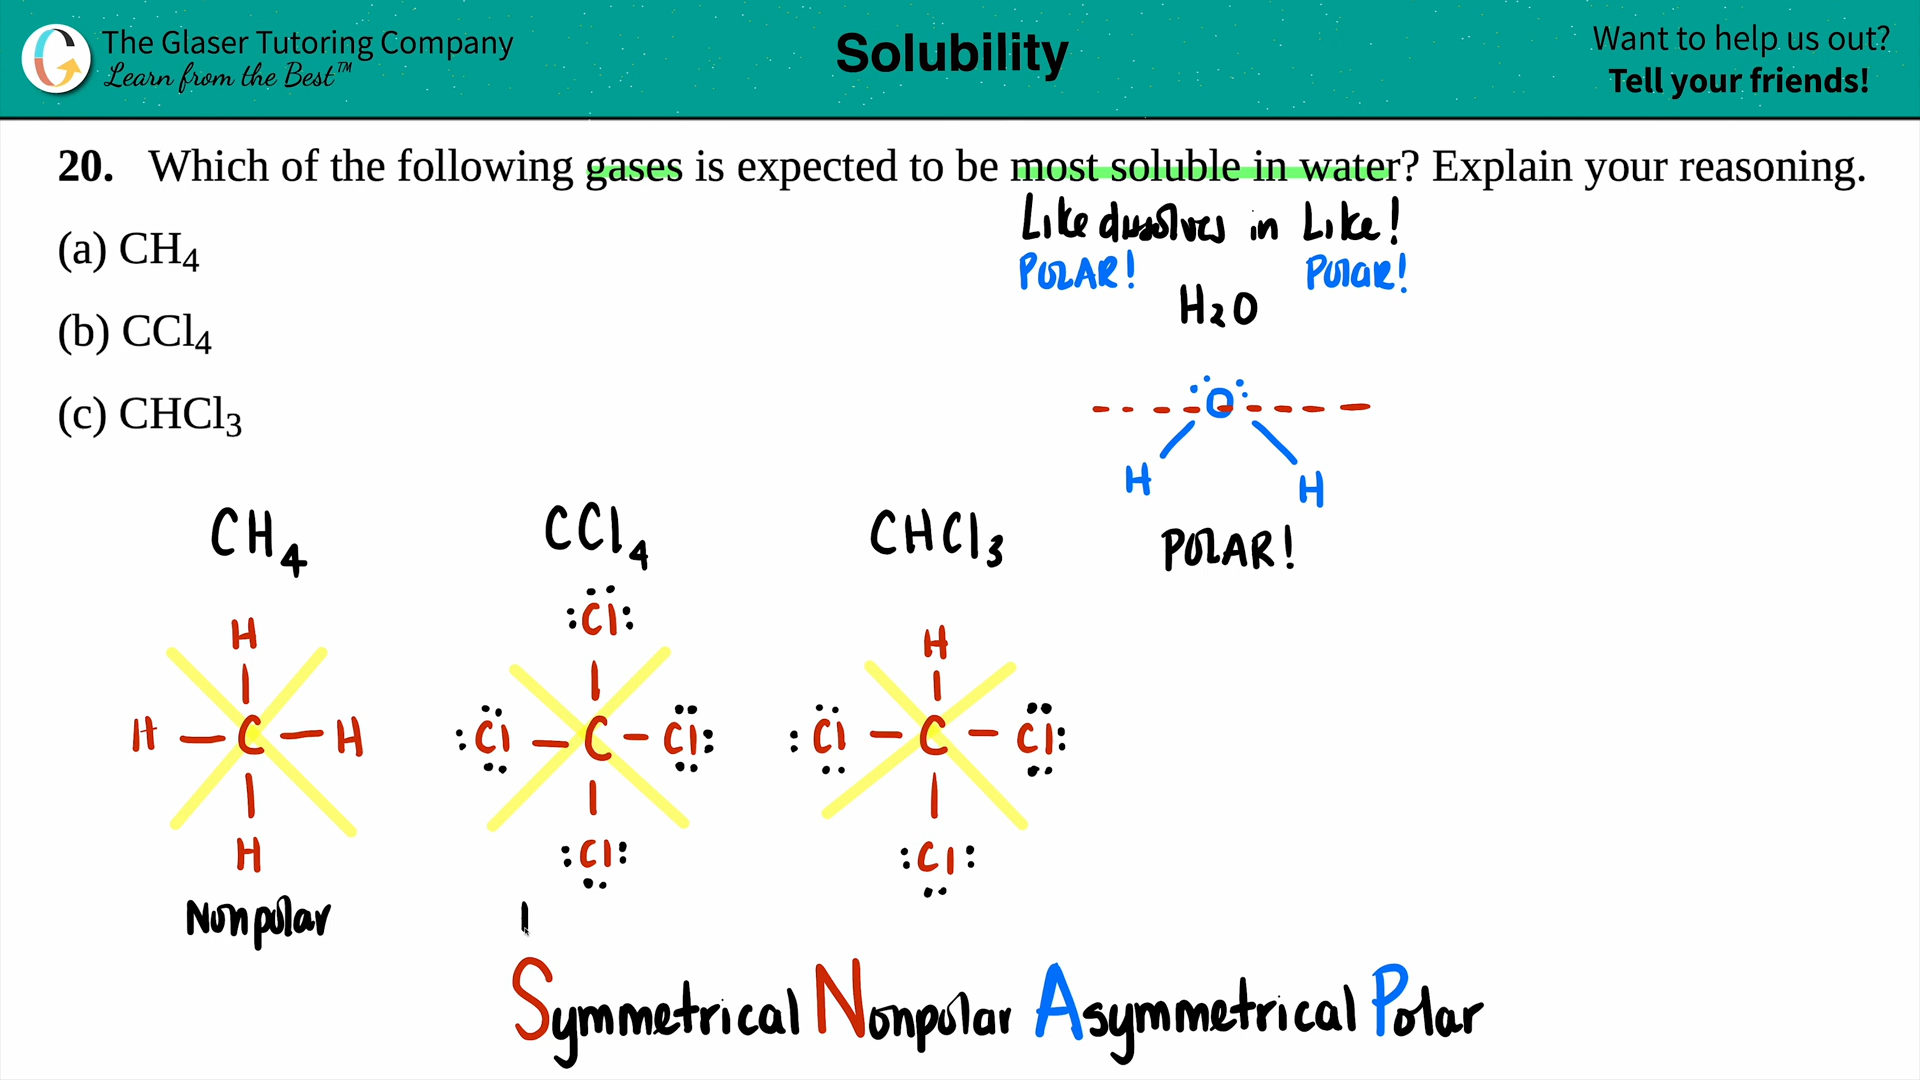 The Glaser Tutoring Company
Learn from the Best™
Solubility
Want to help us out?
Tell your friends!
20. Which of the following gases is expected to be most soluble in water? Explain your reasoning.
Like dissolves in Like!
POLAR! POLAR!
H₂O
(a) CH₄
(b) CCl₄
(c) CHCl₃
O
H H
POLAR!
CH₄ CCl₄ CHCl₃
H Cl H
H C H Cl C Cl Cl C Cl
H Cl Cl
Nonpolar
Symmetrical Nonpolar Asymmetrical Polar